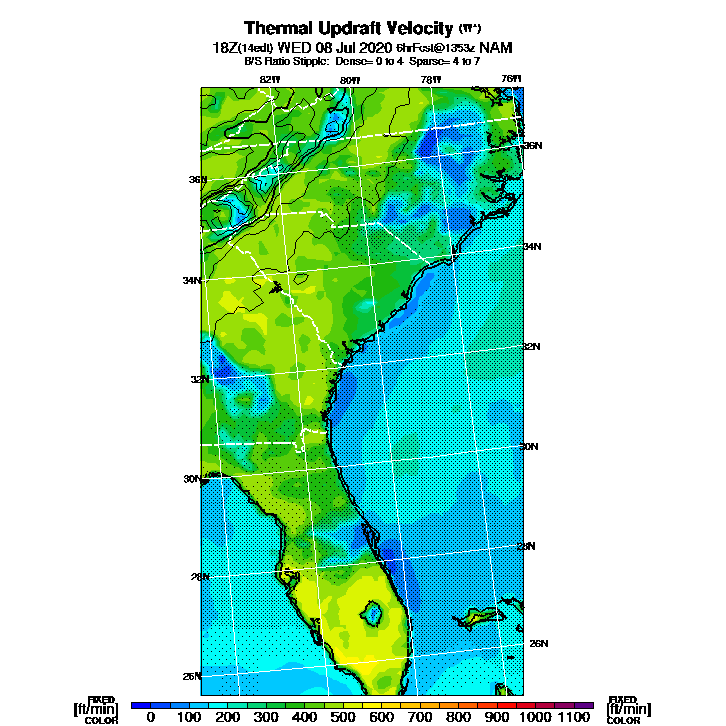 Thermal Updraft Velocity (W*)
18Z(14edt) WED 08 Jul 2020 6hrFcst@1353z NAM
B/S Ratio Stipple: Dense= 0 to 4 Sparse= 4 to 7
82W 80W 78W 76W
36N
36N
34N
34N
32N
32N
30N
30N
28N
28N
26N
26N
FIXED FIXED
[ft/min] [ft/min]
COLOR COLOR
0 100 200 300 400 500 600 700 800 900 1000 1100